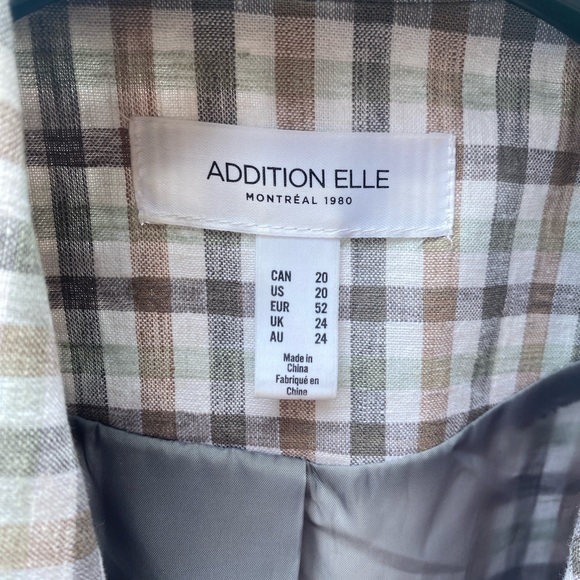 ADDITION ELLE
MONTRÉAL 1980
CAN 20
US 20
EUR 52
UK 24
AU 24
Made in
China
Fabriqué en
Chine